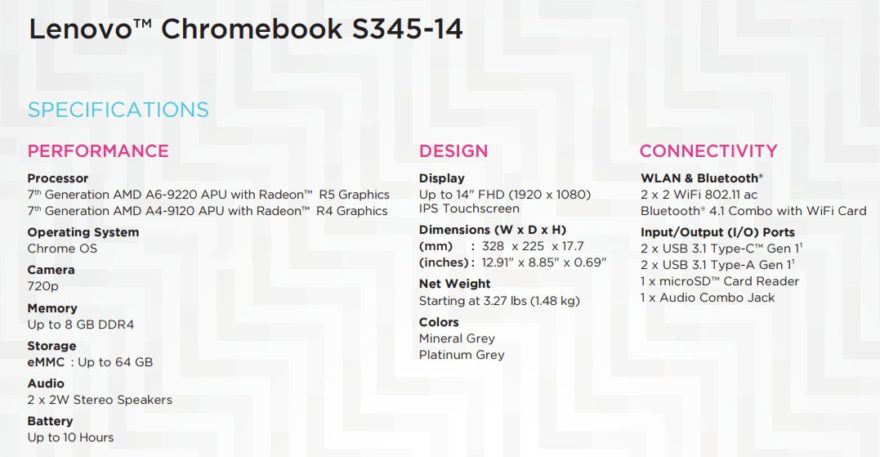 Lenovo™ Chromebook S345-14
SPECIFICATIONS
PERFORMANCE
Processor
7th Generation AMD A6-9220 APU with Radeon™ R5 Graphics
7th Generation AMD A4-9120 APU with Radeon™ R4 Graphics
Operating System
Chrome OS
Camera
720p
Memory
Up to 8 GB DDR4
Storage
eMMC : Up to 64 GB
Audio
2 x 2W Stereo Speakers
Battery
Up to 10 Hours
DESIGN
Display
Up to 14" FHD (1920 x 1080)
IPS Touchscreen
Dimensions (W x D x H)
(mm) : 328 x 225 x 17.7
(inches) : 12.91" x 8.85" x 0.69"
Net Weight
Starting at 3.27 lbs (1.48 kg)
Colors
Mineral Grey
Platinum Grey
CONNECTIVITY
WLAN & Bluetooth®
2 x 2 WiFi 802.11 ac
Bluetooth® 4.1 Combo with WiFi Card
Input/Output (I/O) Ports
2 x USB 3.1 Type-C™ Gen 1¹
2 x USB 3.1 Type-A Gen 1¹
1 x microSD™ Card Reader
1 x Audio Combo Jack